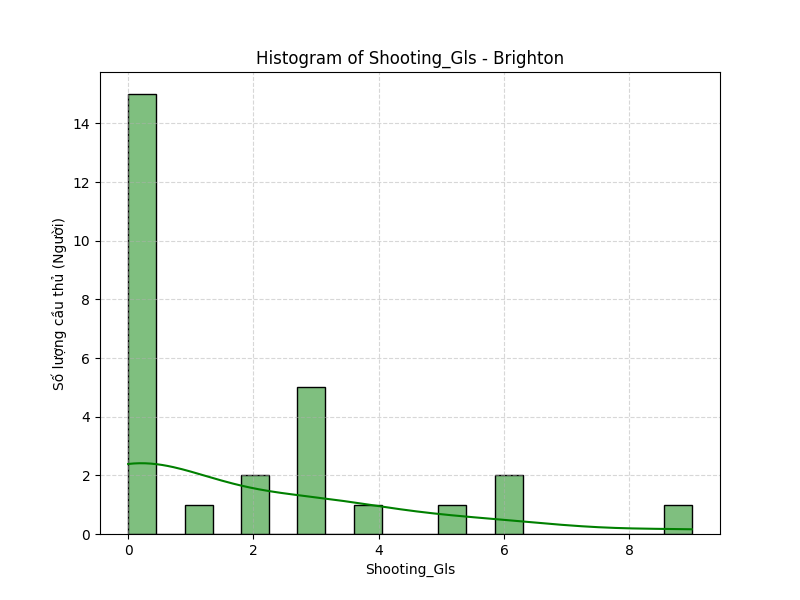 Histogram of Shooting_Gls - Brighton
Số lượng cầu thủ (Người)
14
12
10
8
6
4
2
0
0 2 4 6 8
Shooting_Gls